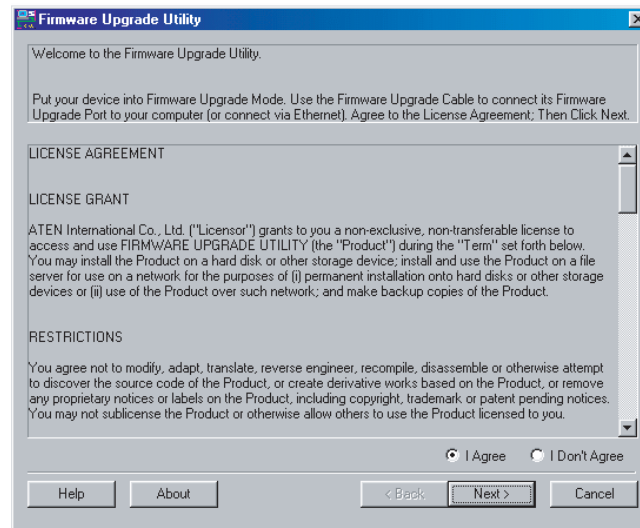 Firmware Upgrade Utility
Welcome to the Firmware Upgrade Utility.
Put your device into Firmware Upgrade Mode. Use the Firmware Upgrade Cable to connect its Firmware
Upgrade Port to your computer (or connect via Ethernet). Agree to the License Agreement; Then Click Next.
LICENSE AGREEMENT
LICENSE GRANT
ATEN International Co., Ltd. ("Licensor") grants to you a non-exclusive, non-transferable license to
access and use FIRMWARE UPGRADE UTILITY (the "Product") during the "Term" set forth below.
You may install the Product on a hard disk or other storage device; install and use the Product on a file
server for use on a network for the purposes of (i) permanent installation onto hard disks or other storage
devices or (ii) use of the Product over such network; and make backup copies of the Product.
RESTRICTIONS
You agree not to modify, adapt, translate, reverse engineer, recompile, disassemble or otherwise attempt
to discover the source code of the Product, or create derivative works based on the Product, or remove
any proprietary notices or labels on the Product, including copyright, trademark or patent pending notices.
You may not sublicense the Product or otherwise allow others to use the Product licensed to you.
I Agree I Don't Agree
Help About < Back Next > Cancel